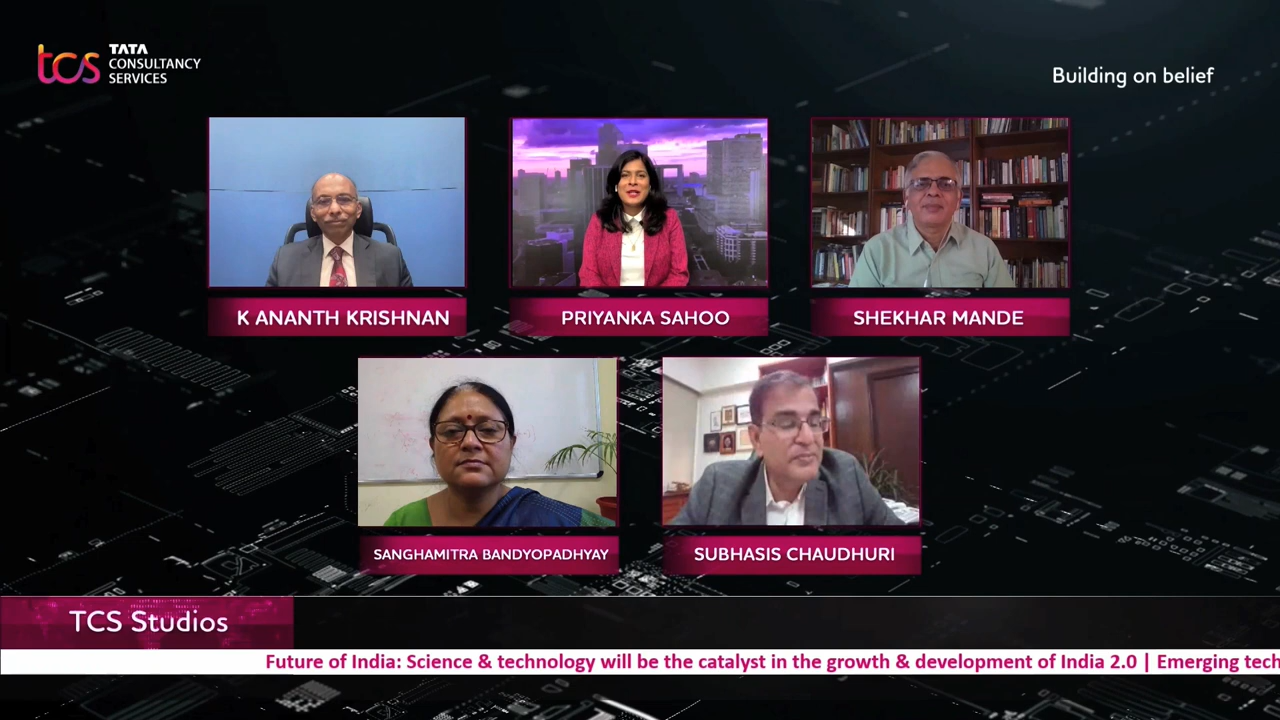 tcs TATA
CONSULTANCY
SERVICES
Building on belief
K ANANTH KRISHNAN
PRIYANKA SAHOO
SHEKHAR MANDE
SANGHAMITRA BANDYOPADHYAY
SUBHASIS CHAUDHURI
TCS Studios
Future of India: Science & technology will be the catalyst in the growth & development of India 2.0 | Emerging tech